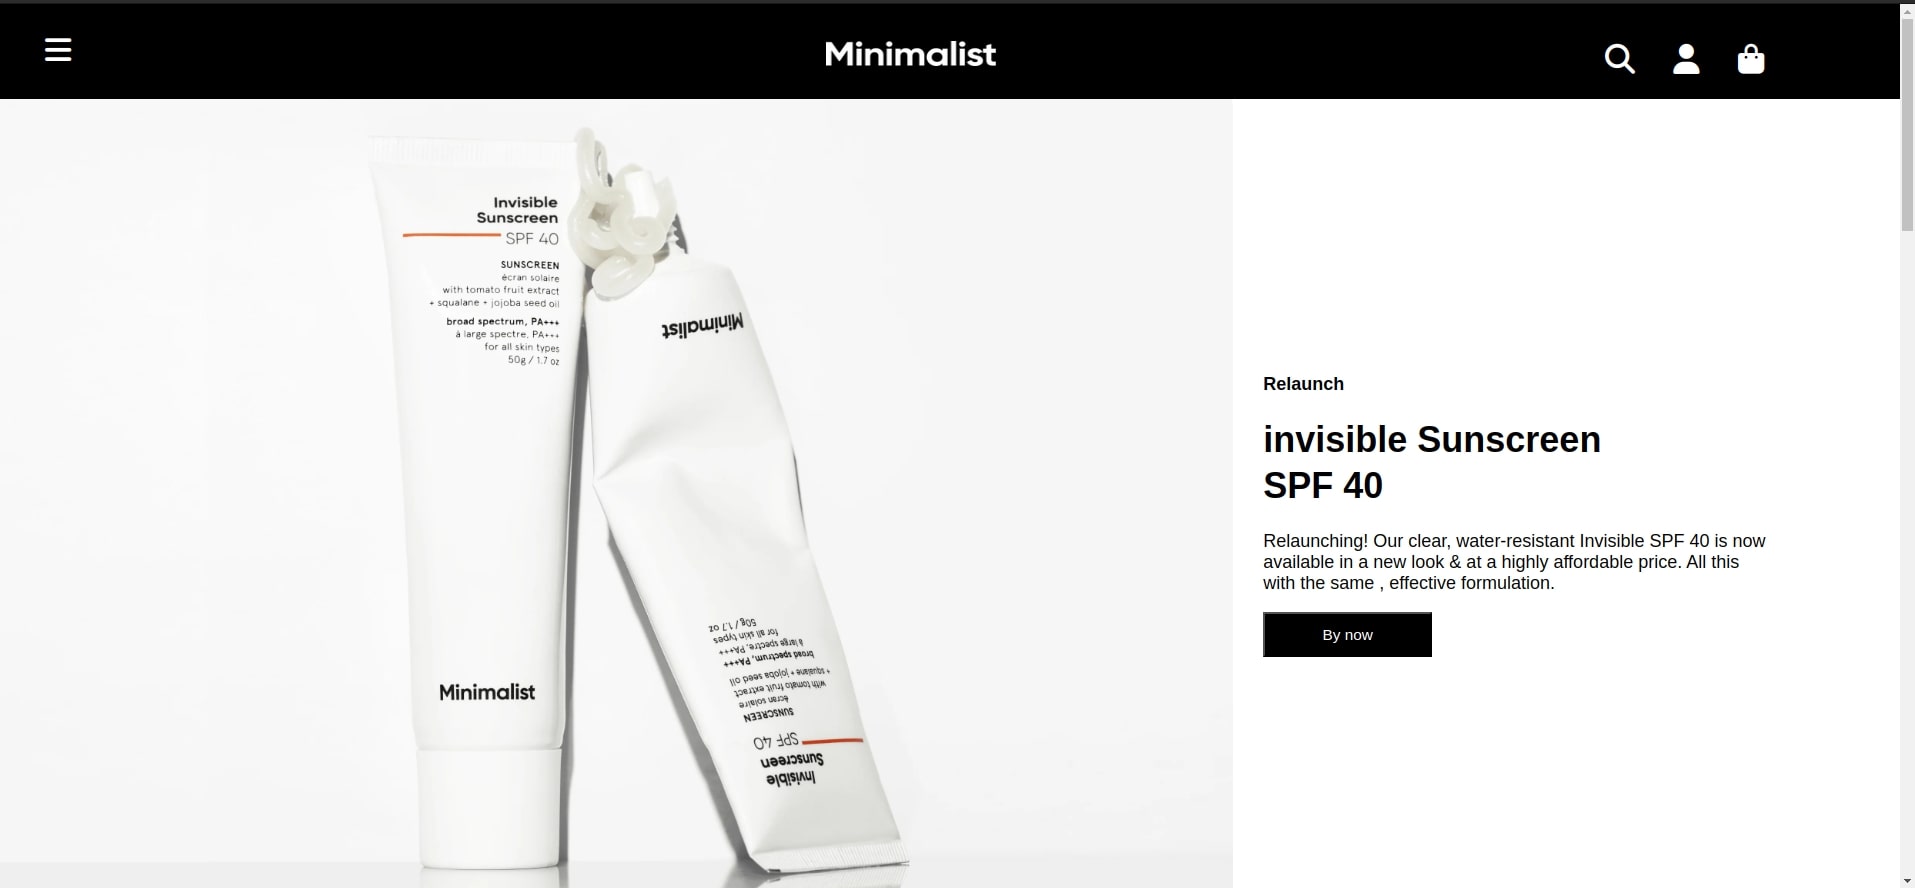 Minimalist
Invisible
Sunscreen
SPF 40
SUNSCREEN
écran solaire
with tomato fruit extract
+ squalane + jojoba seed oil
broad spectrum, PA+++
à large spectre, PA+++
for all skin types
50g / 1.7 oz
Minimalist
Minimalist
Invisible
Sunscreen
SPF 40
SUNSCREEN
écran solaire
with tomato fruit extract
+ squalane + jojoba seed oil
broad spectrum, PA+++
à large spectre, PA+++
for all skin types
50g / 1.7 oz
Relaunch
invisible Sunscreen
SPF 40
Relaunching! Our clear, water-resistant Invisible SPF 40 is now
available in a new look & at a highly affordable price. All this
with the same , effective formulation.
By now